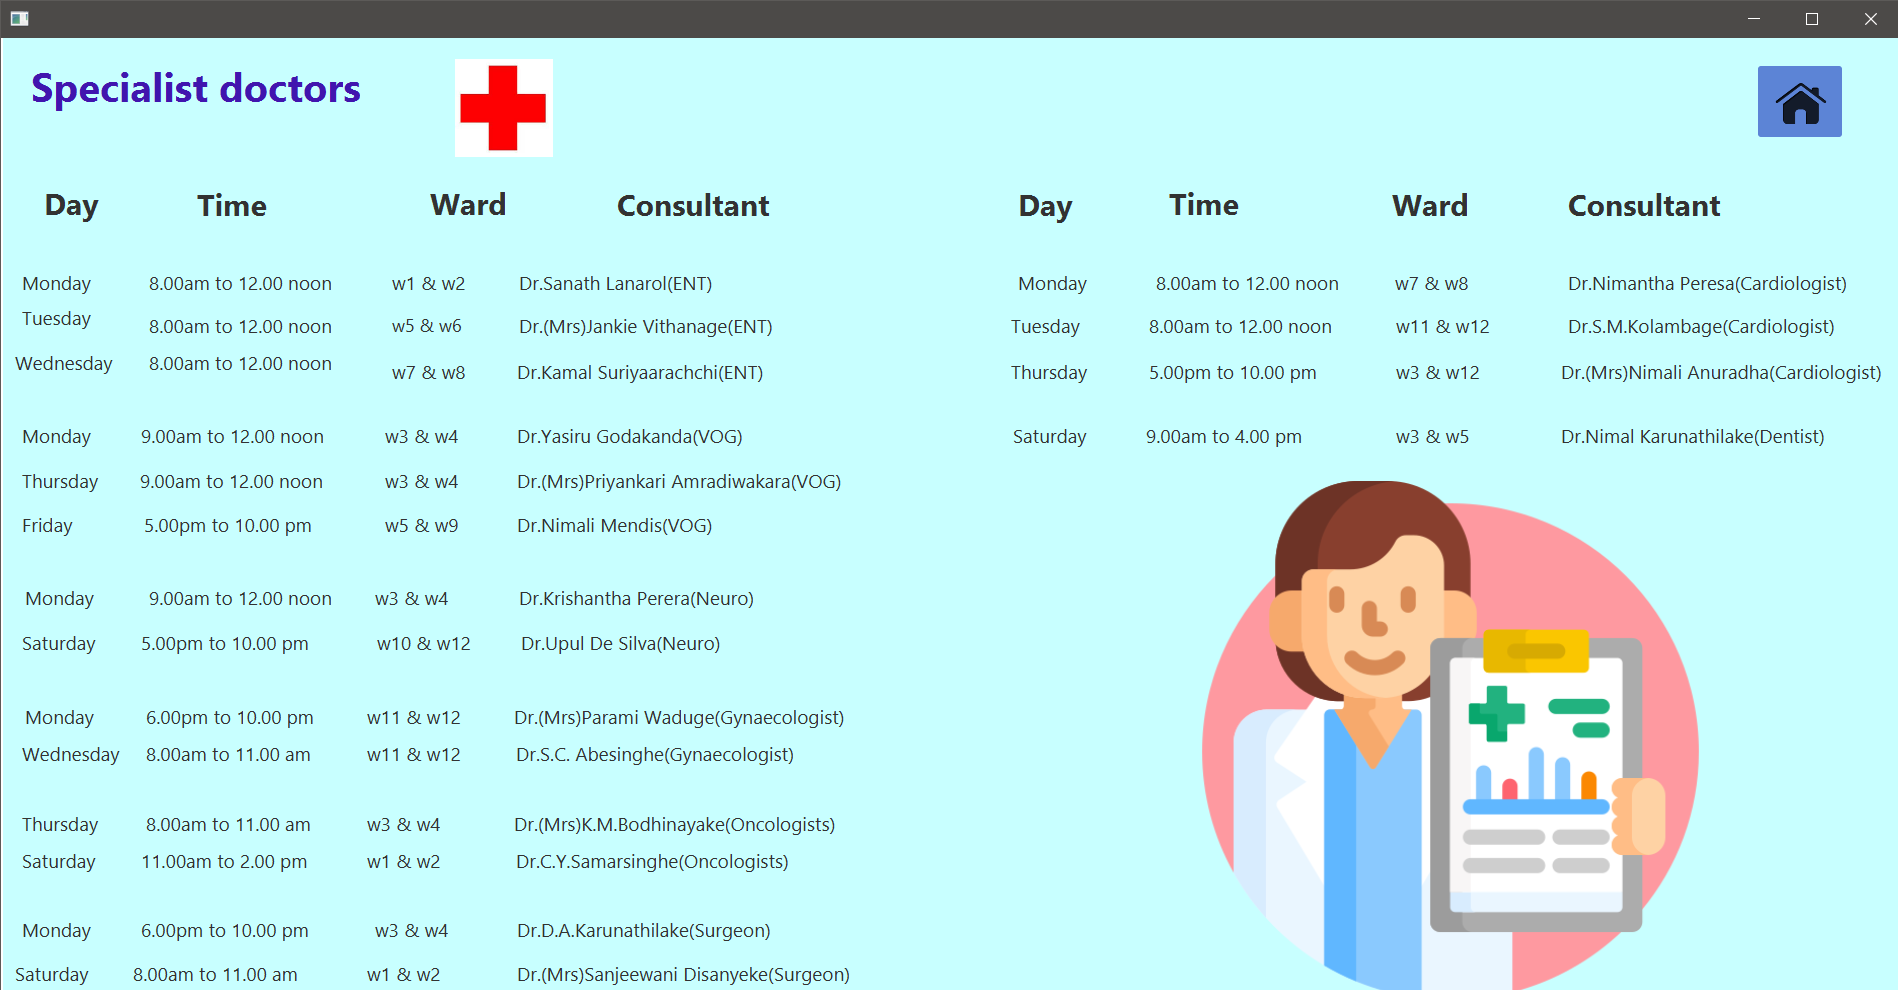 Specialist doctors
Day Time Ward Consultant
Monday 8.00am to 12.00 noon w1 & w2 Dr.Sanath Lanarol(ENT)
Tuesday 8.00am to 12.00 noon w5 & w6 Dr.(Mrs)Jankie Vithanage(ENT)
Wednesday 8.00am to 12.00 noon w7 & w8 Dr.Kamal Suriyaarachchi(ENT)
Monday 9.00am to 12.00 noon w3 & w4 Dr.Yasiru Godakanda(VOG)
Thursday 9.00am to 12.00 noon w3 & w4 Dr.(Mrs)Priyankari Amradiwakara(VOG)
Friday 5.00pm to 10.00 pm w5 & w9 Dr.Nimali Mendis(VOG)
Monday 9.00am to 12.00 noon w3 & w4 Dr.Krishantha Perera(Neuro)
Saturday 5.00pm to 10.00 pm w10 & w12 Dr.Upul De Silva(Neuro)
Monday 6.00pm to 10.00 pm w11 & w12 Dr.(Mrs)Parami Waduge(Gynaecologist)
Wednesday 8.00am to 11.00 am w11 & w12 Dr.S.C. Abesinghe(Gynaecologist)
Thursday 8.00am to 11.00 am w3 & w4 Dr.(Mrs)K.M.Bodhinayake(Oncologists)
Saturday 11.00am to 2.00 pm w1 & w2 Dr.C.Y.Samarsinghe(Oncologists)
Monday 6.00pm to 10.00 pm w3 & w4 Dr.D.A.Karunathilake(Surgeon)
Saturday 8.00am to 11.00 am w1 & w2 Dr.(Mrs)Sanjeewani Disanyeke(Surgeon)
Day Time Ward Consultant
Monday 8.00am to 12.00 noon w7 & w8 Dr.Nimantha Peresa(Cardiologist)
Tuesday 8.00am to 12.00 noon w11 & w12 Dr.S.M.Kolambage(Cardiologist)
Thursday 5.00pm to 10.00 pm w3 & w12 Dr.(Mrs)Nimali Anuradha(Cardiologist)
Saturday 9.00am to 4.00 pm w3 & w5 Dr.Nimal Karunathilake(Dentist)